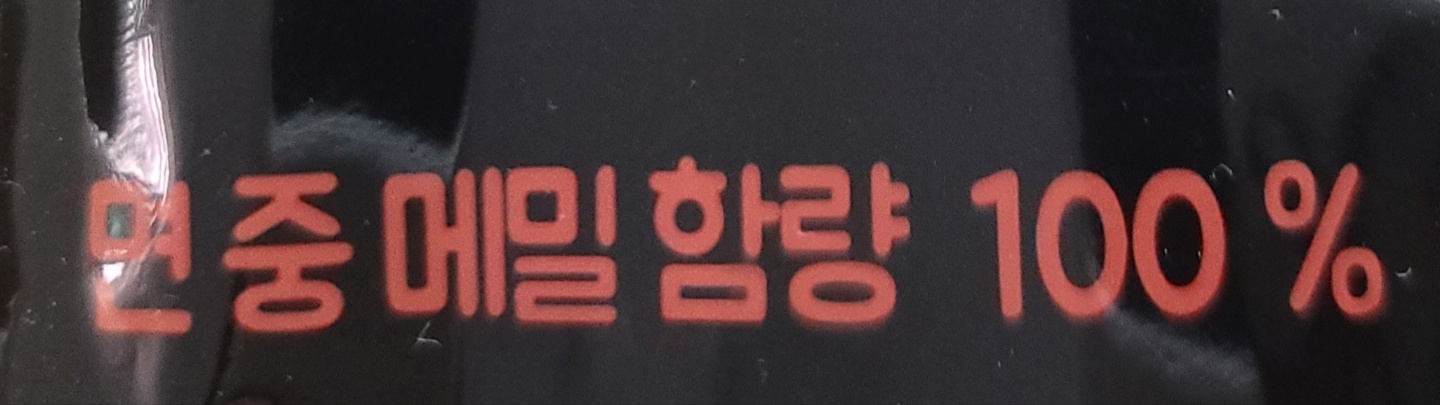 면 중 메밀 함량 100 %